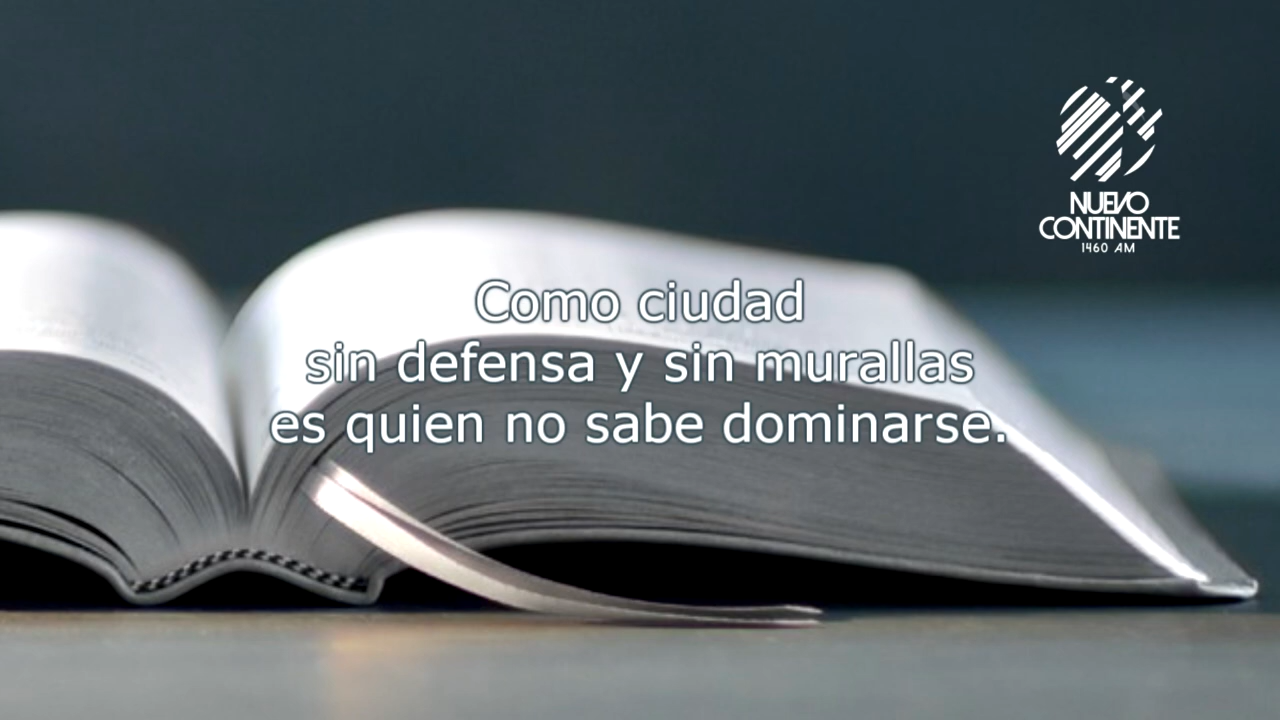 NUEVO
CONTINENTE
1460 AM
Como ciudad
sin defensa y sin murallas
es quien no sabe dominarse.